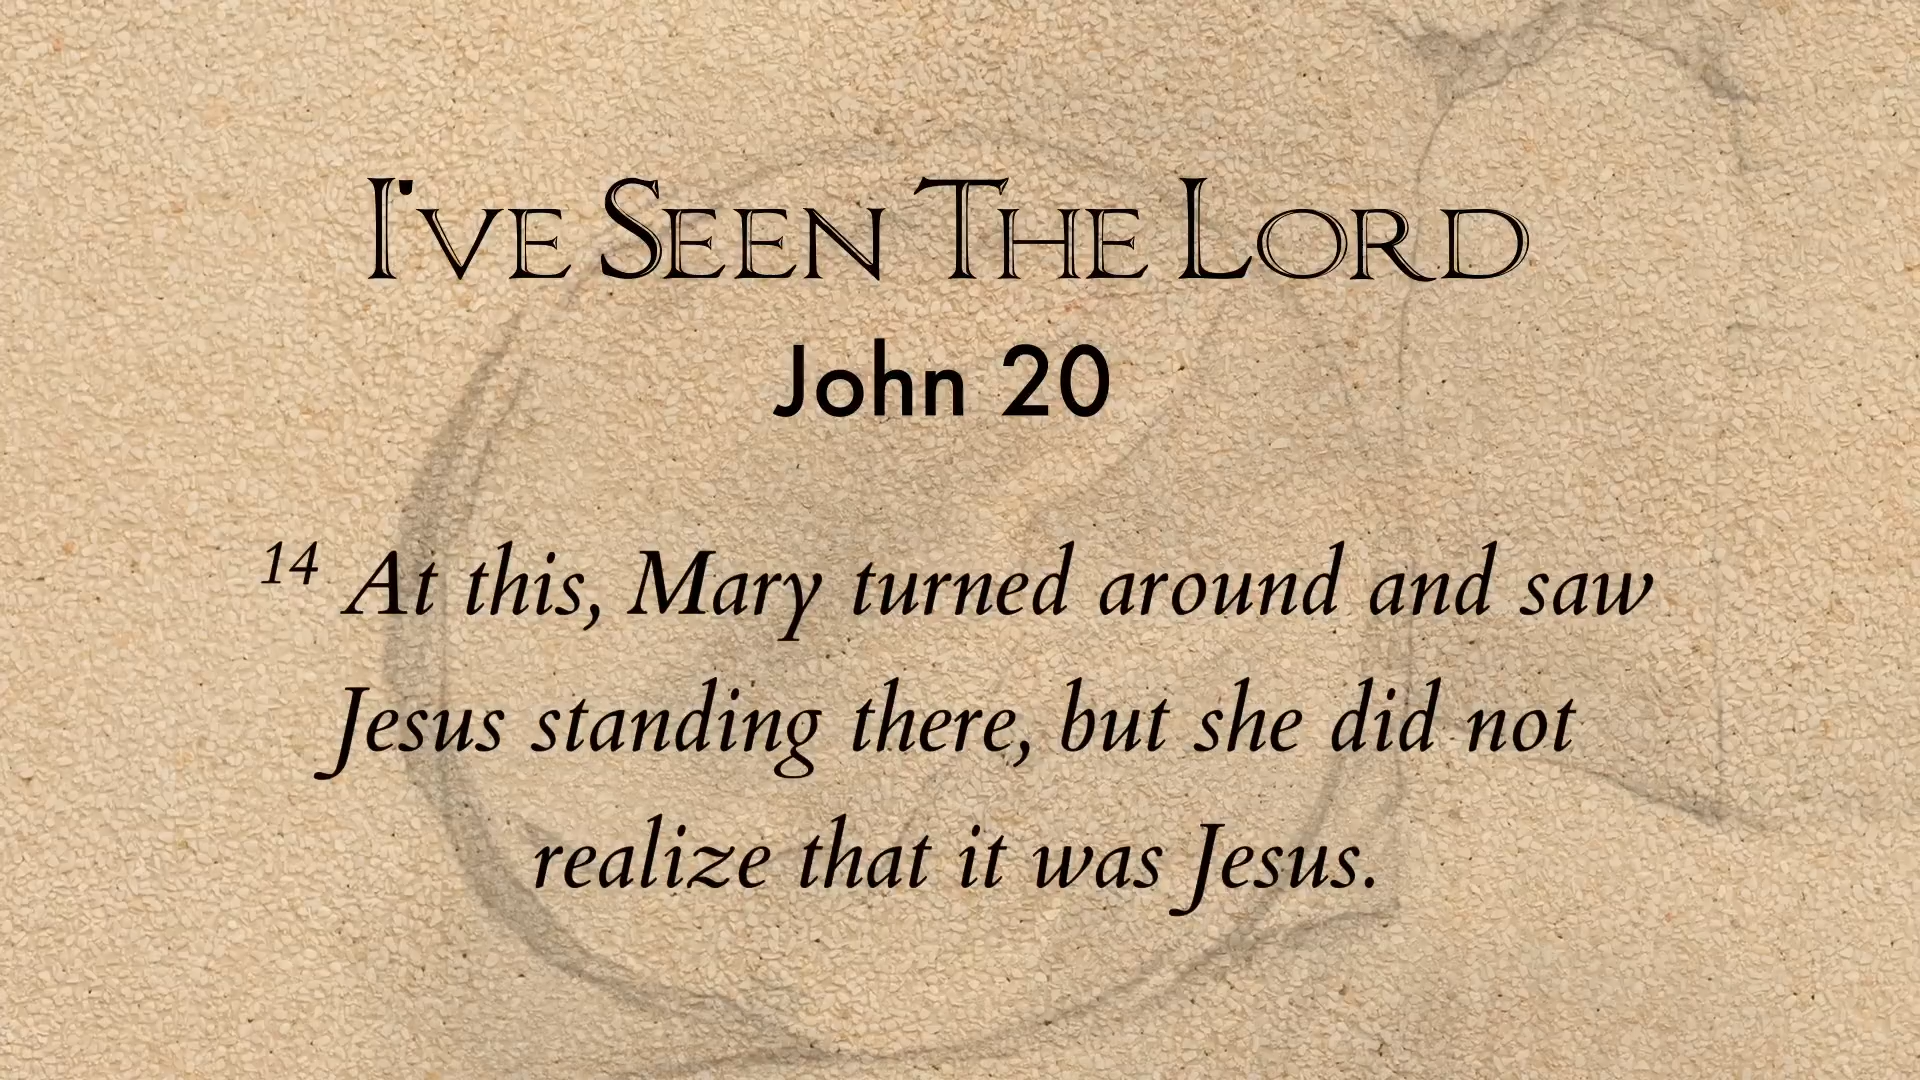 I've Seen The Lord
John 20
14 At this, Mary turned around and saw
Jesus standing there, but she did not
realize that it was Jesus.